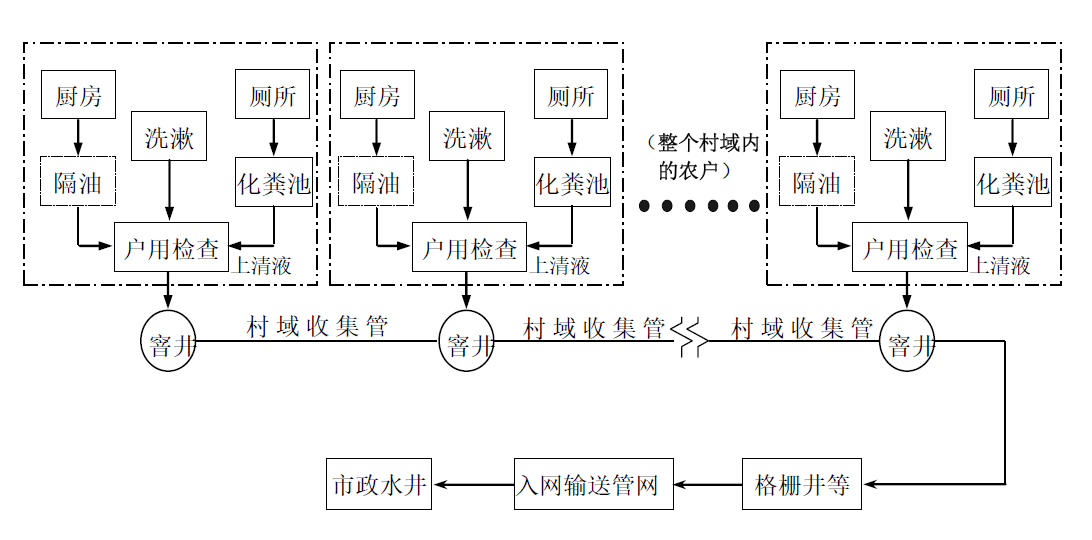 厨房
厕所
洗漱
隔油
化粪池
户用检查
上清液
厨房
厕所
洗漱
隔油
化粪池
户用检查
上清液
（整个村域内
的农户）
厨房
厕所
洗漱
隔油
化粪池
户用检查
上清液
窨井
村域收集管
窨井
村域收集管
村域收集管
窨井
市政水井
入网输送管网
格栅井等